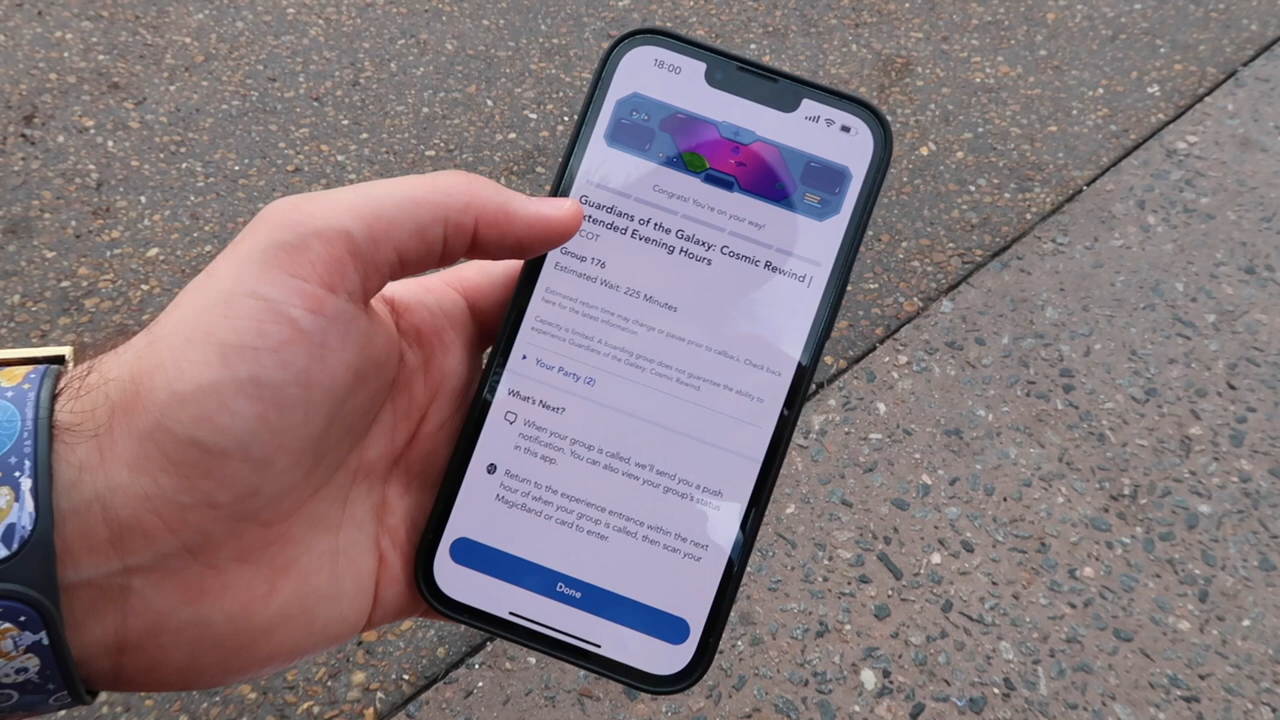 18:00
Congrats! You're on your way!
Guardians of the Galaxy: Cosmic Rewind |
xtended Evening Hours
COT
Group 176
Estimated Wait: 225 Minutes
Estimated return time may change or pause prior to callback. Check back
here for the latest information.
Capacity is limited. A boarding group does not guarantee the ability to
experience Guardians of the Galaxy: Cosmic Rewind.
Your Party (2)
What's Next?
When your group is called, we'll send you a push
notification. You can also view your group's status
in this app.
Return to the experience entrance within the next
hour of when your group is called, then scan your
MagicBand or card to enter.
Done